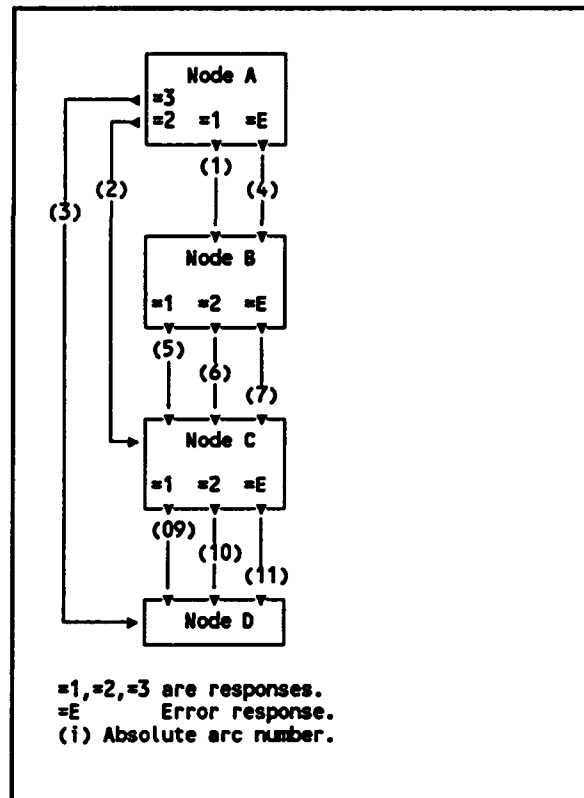 Node A
=3
=2 =1 =E
(1)
(2) (4)
(3)
Node B
=1 =2 =E
(5)
(6)
(7)
Node C
=1 =2 =E
(09)
(10)
(11)
Node D
=1,=2,=3 are responses.
=E Error response.
(i) Absolute arc number.